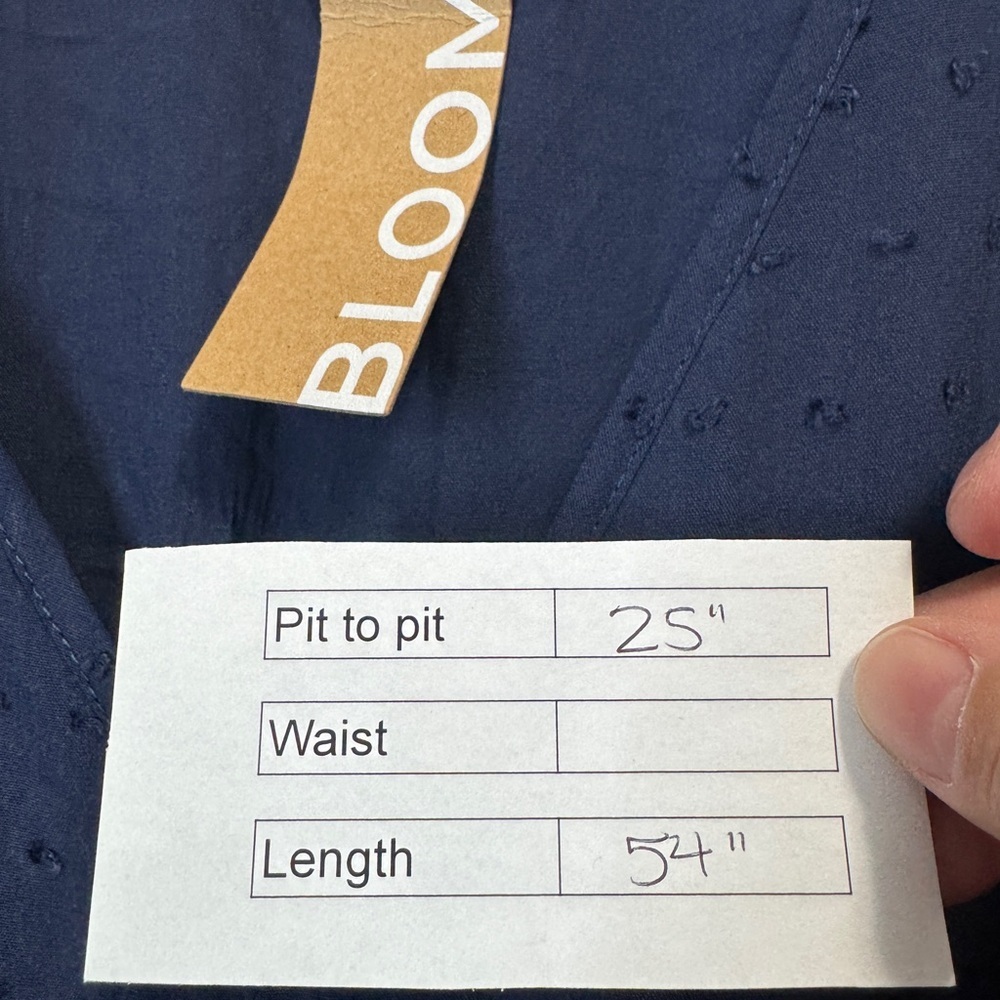 BLOOM
Pit to pit 25"
Waist
Length 54"